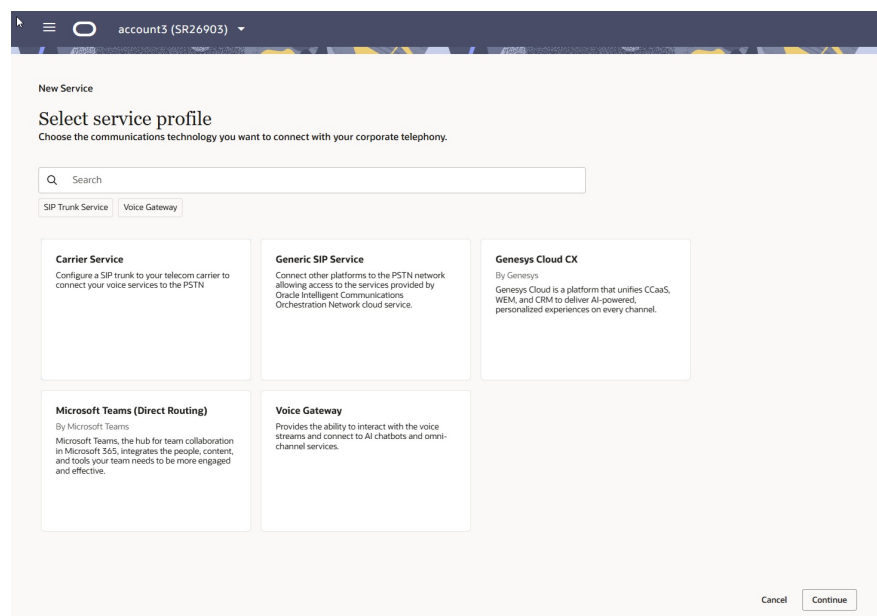 account3 (SR26903)
New Service
Select service profile
Choose the communications technology you want to connect with your corporate telephony.
Search
SIP Trunk Service
Voice Gateway
Carrier Service
Configure a SIP trunk to your telecom carrier to
connect your voice services to the PSTN
Generic SIP Service
Connect other platforms to the PSTN network
allowing access to the services provided by
Oracle Intelligent Communications
Orchestration Network cloud service.
Genesys Cloud CX
By Genesys
Genesys Cloud is a platform that unifies CCaaS,
WEM, and CRM to deliver AI-powered,
personalized experiences on every channel.
Microsoft Teams (Direct Routing)
By Microsoft Teams
Microsoft Teams, the hub for team collaboration
in Microsoft 365, integrates the people, content,
and tools your team needs to be more engaged
and effective.
Voice Gateway
Provides the ability to interact with the voice
streams and connect to AI chatbots and omni-
channel services.
Cancel
Continue